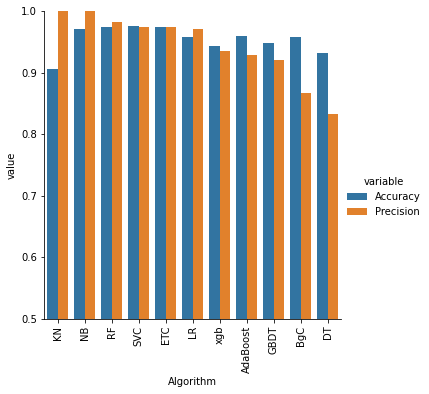 1.0
0.9
0.8
0.7
0.6
0.5
value
KN
NB
RF
SVC
ETC
LR
xgb
AdaBoost
GBDT
BgC
DT
Algorithm
variable
Accuracy
Precision